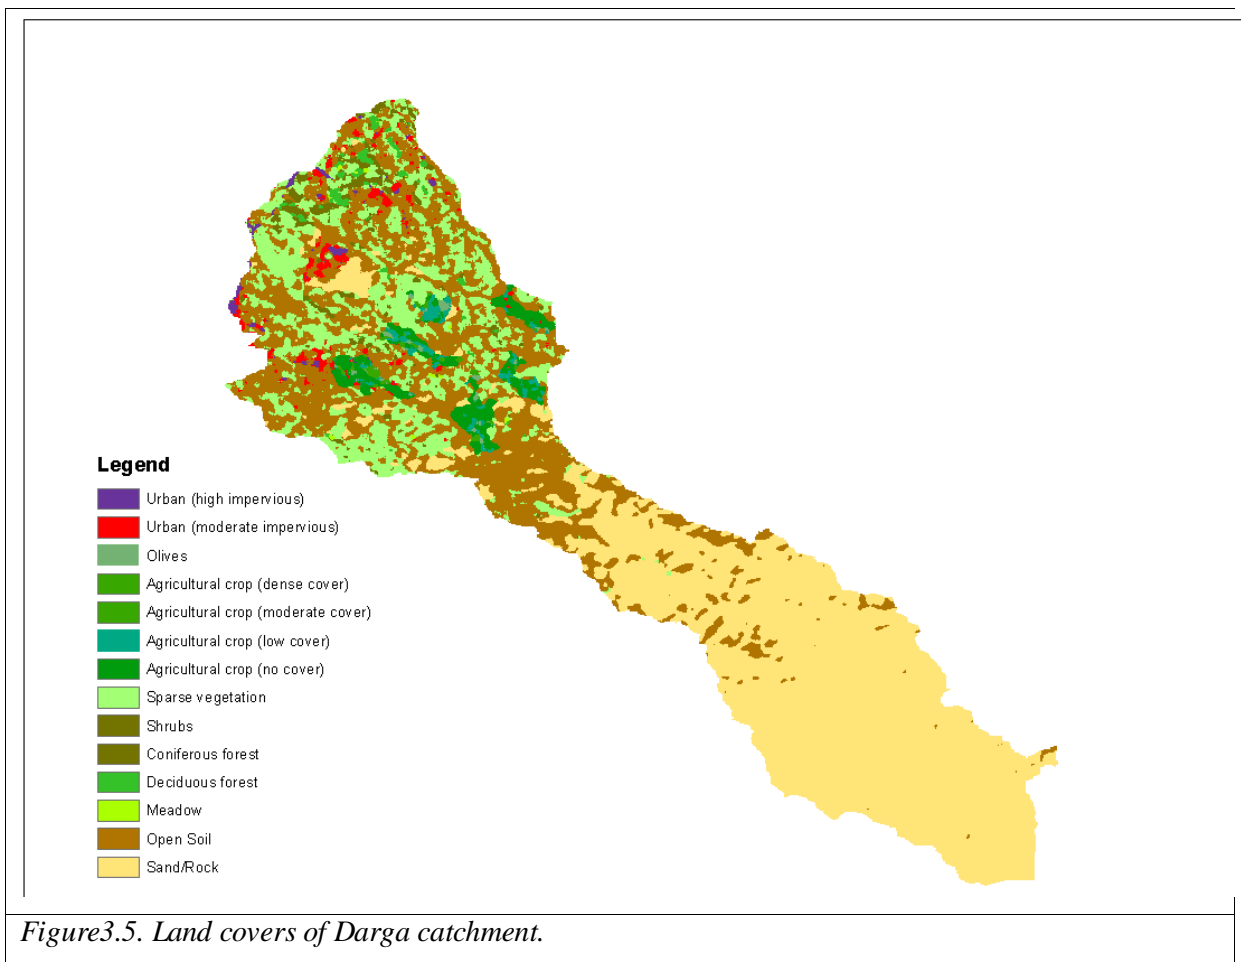 Legend
Urban (high impervious)
Urban (moderate impervious)
Olives
Agricultural crop (dense cover)
Agricultural crop (moderate cover)
Agricultural crop (low cover)
Agricultural crop (no cover)
Sparse vegetation
Shrubs
Coniferous forest
Deciduous forest
Meadow
Open Soil
Sand/Rock
Figure3.5. Land covers of Darga catchment.